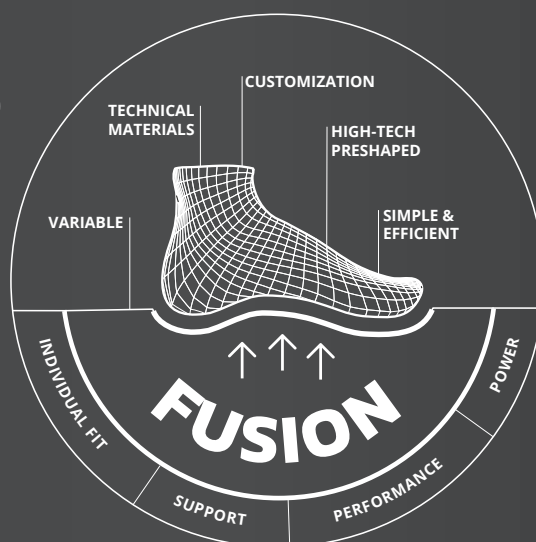 CUSTOMIZATION
TECHNICAL
MATERIALS
HIGH-TECH
PRESHAPED
VARIABLE
SIMPLE &
EFFICIENT
INDIVIDUAL FIT
SUPPORT
PERFORMANCE
POWER
FUSION